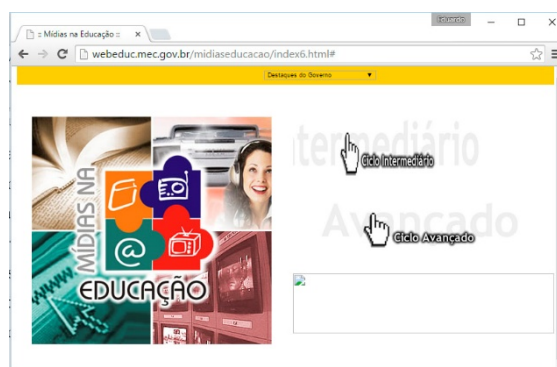 Eduardo
:: Mídias na Educação ::
webeduc.mec.gov.br/midiaseducacao/index6.html#
Destaques do Governo
ntermediário
Ciclo Intermediário
Avançado
Ciclo Avançado
MÍDIAS NA
EDUCAÇÃO
www
@